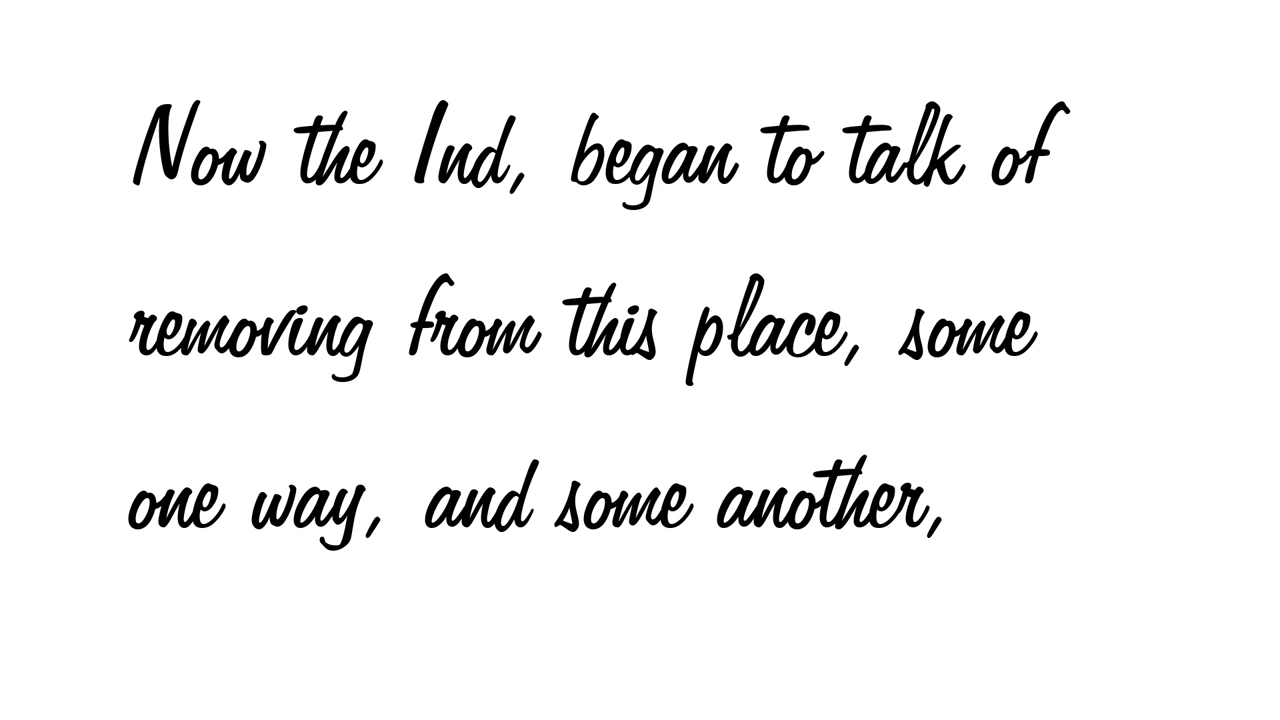 Now the Ind, began to talk of
removing from this place, some
one way, and some another,